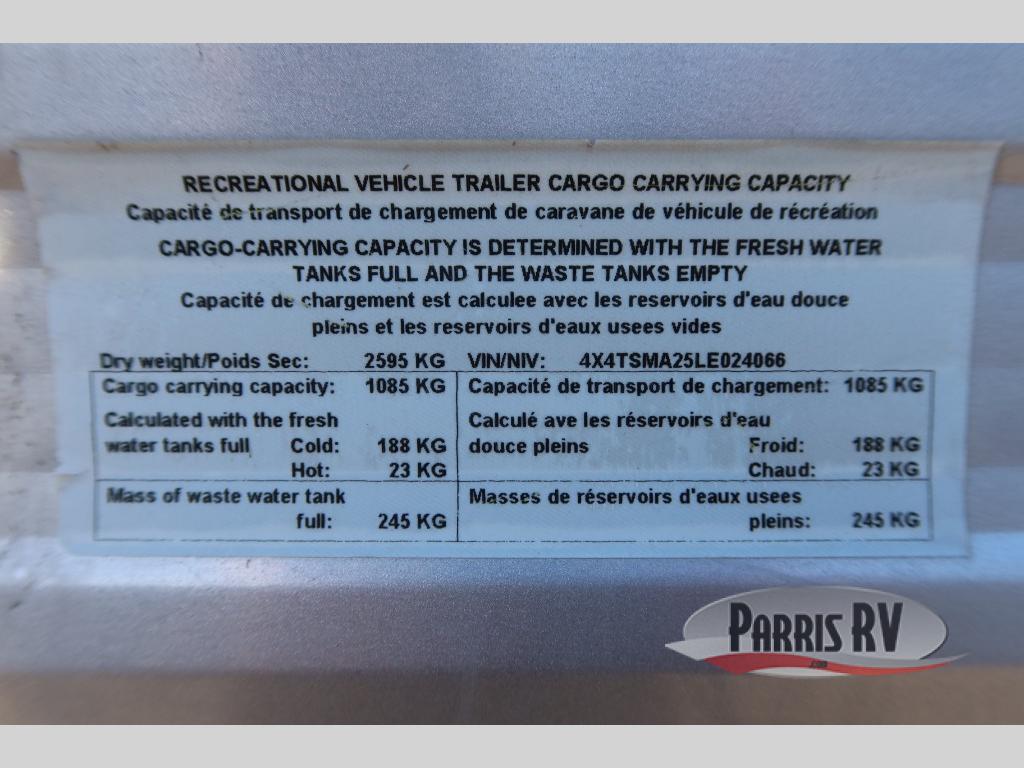 RECREATIONAL VEHICLE TRAILER CARGO CARRYING CAPACITY
Capacité de transport de chargement de caravane de véhicule de récréation
CARGO-CARRYING CAPACITY IS DETERMINED WITH THE FRESH WATER
TANKS FULL AND THE WASTE TANKS EMPTY
Capacité de chargement est calculee avec les reservoirs d'eau douce
pleins et les reservoirs d'eaux usees vides
Dry weight/Poids Sec: 2595 KG VIN/NIV: 4X4TSMA25LE024066
Cargo carrying capacity: 1085 KG Capacité de transport de chargement: 1085 KG
Calculated with the fresh Calculé ave les réservoirs d'eau
water tanks full Cold: 188 KG douce pleins Froid: 188 KG
Hot: 23 KG Chaud: 23 KG
Mass of waste water tank Masses de réservoirs d'eaux usees
full: 245 KG pleins: 245 KG
PARRIS RV
.com